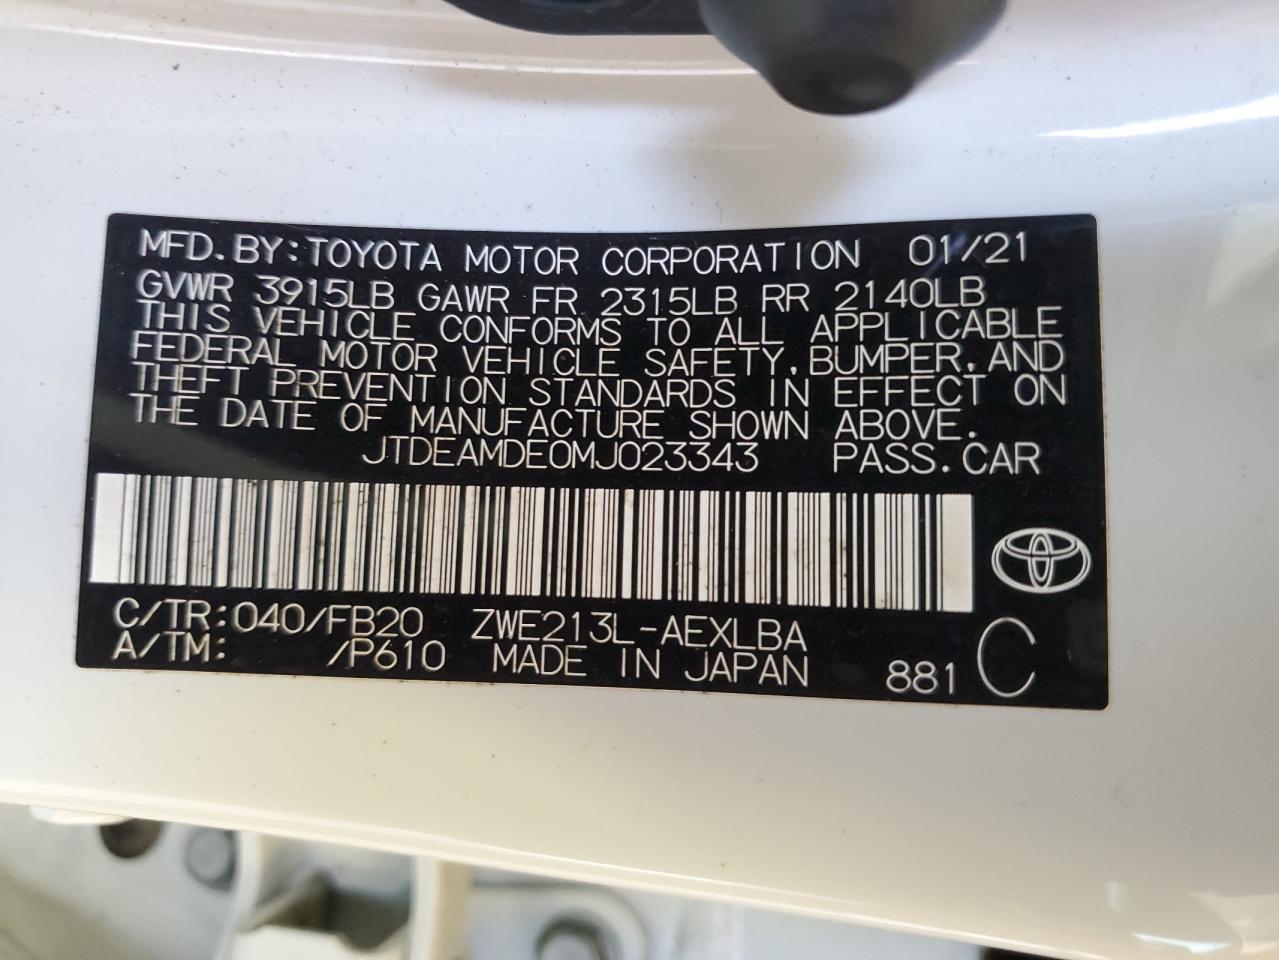 MFD.BY:TOYOTA MOTOR CORPORATION 01/21
GVWR 3915LB GAWR FR 2315LB RR 2140LB
THIS VEHICLE CONFORMS TO ALL APPLICABLE
FEDERAL MOTOR VEHICLE SAFETY,BUMPER,AND
THEFT PREVENTION STANDARDS IN EFFECT ON
THE DATE OF MANUFACTURE SHOWN ABOVE.
JTDEAMDE0MJ023343 PASS.CAR
C/TR:040/FB20 ZWE213L-AEXLBA
A/TM: /P610 MADE IN JAPAN 881 C